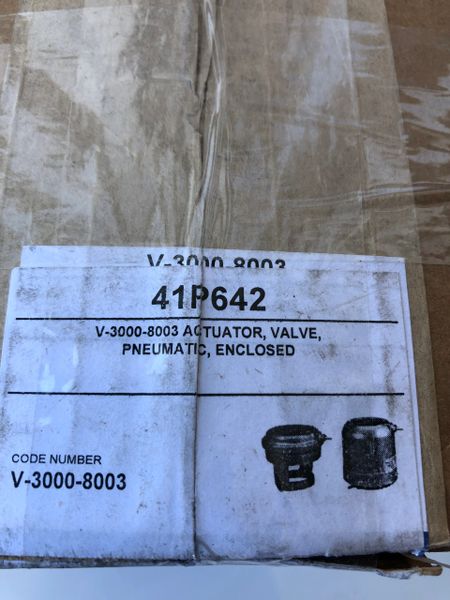 V-3000-8003
41P642
V-3000-8003 ACTUATOR, VALVE,
PNEUMATIC, ENCLOSED
CODE NUMBER
V-3000-8003